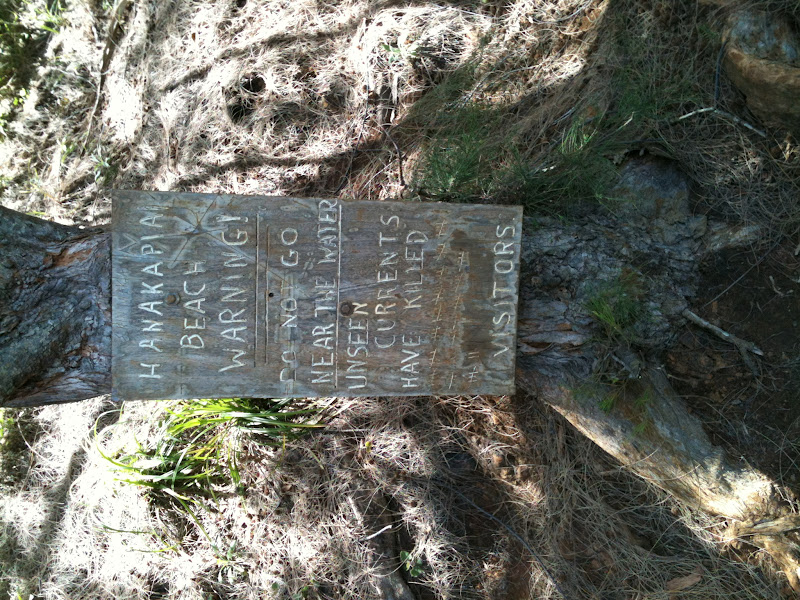 HANAKAPIAI
BEACH
WARNING!
DO NOT GO
NEAR THE WATER
UNSEEN
CURRENTS
HAVE KILLED
VISITORS